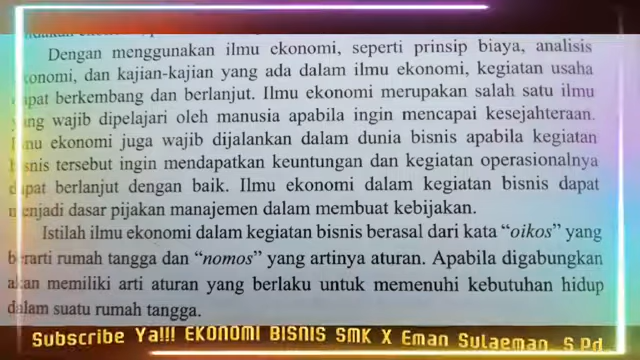 Dengan menggunakan ilmu ekonomi, seperti prinsip biaya, analisis
konomi, dan kajian-kajian yang ada dalam ilmu ekonomi, kegiatan usaha
dapat berkembang dan berlanjut. Ilmu ekonomi merupakan salah satu ilmu
yang wajib dipelajari oleh manusia apabila ingin mencapai kesejahteraan.
Ilmu ekonomi juga wajib dijalankan dalam dunia bisnis apabila kegiatan
bisnis tersebut ingin mendapatkan keuntungan dan kegiatan operasionalnya
dapat berlanjut dengan baik. Ilmu ekonomi dalam kegiatan bisnis dapat
menjadi dasar pijakan manajemen dalam membuat kebijakan.
Istilah ilmu ekonomi dalam kegiatan bisnis berasal dari kata “oikos” yang
berarti rumah tangga dan “nomos” yang artinya aturan. Apabila digabungkan
akan memiliki arti aturan yang berlaku untuk memenuhi kebutuhan hidup
dalam suatu rumah tangga.
Subscribe Ya!!! EKONOMI BISNIS SMK X Eman Sulaeman, S.Pd